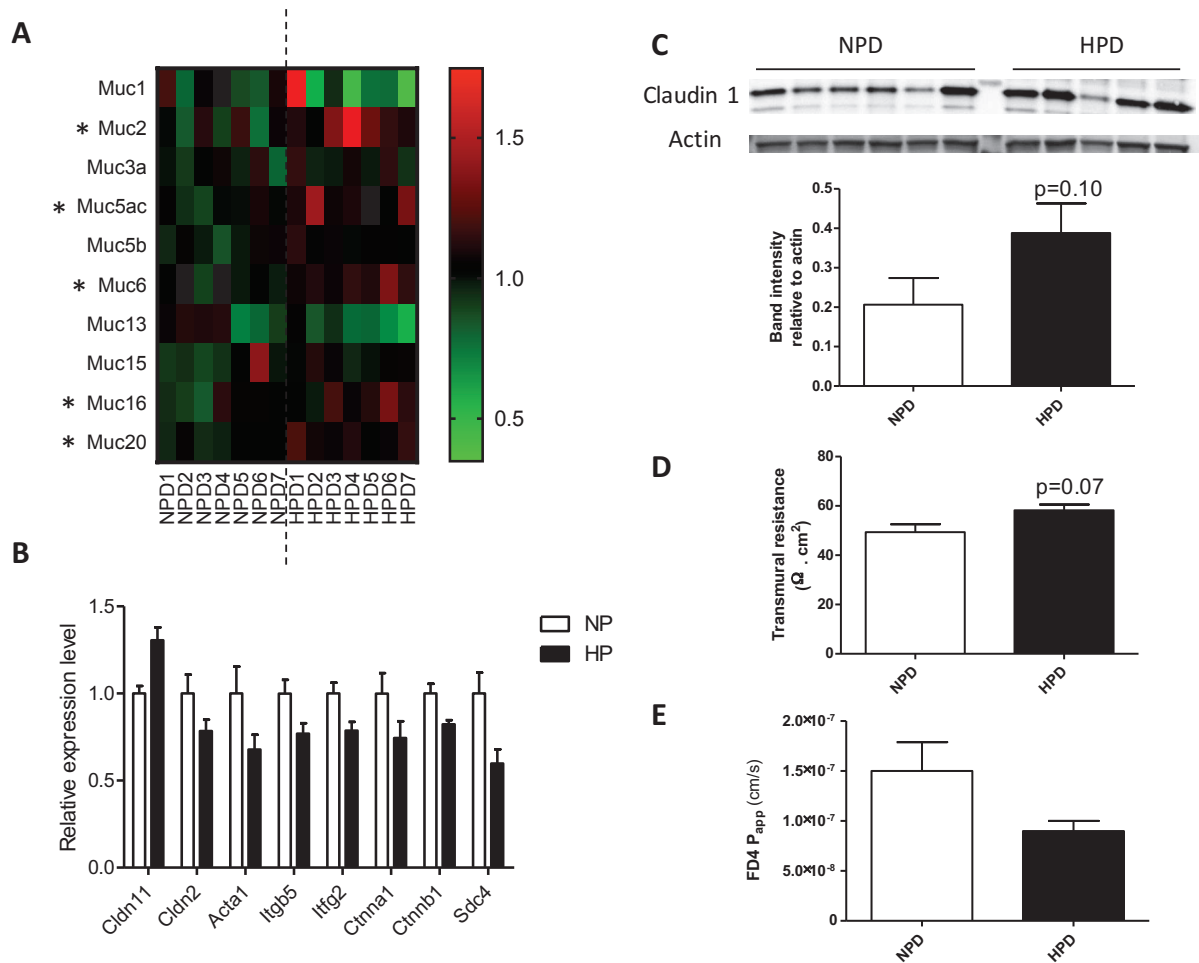 A
Muc1
* Muc2
Muc3a
* Muc5ac
Muc5b
* Muc6
Muc13
Muc15
* Muc16
* Muc20
1.5
1.0
0.5
NPD1 NPD2 NPD3 NPD4 NPD5 NPD6 NPD7 HPD1 HPD2 HPD3 HPD4 HPD5 HPD6 HPD7
B
Relative expression level
1.5
1.0
0.5
0.0
NP
HP
Cldn11 Cldn2 Acta1 Itgb5 Itfg2 Ctnna1 Ctnnb1 Sdc4
C
NPD HPD
Claudin 1
Actin
Band intensity
relative to actin
0.5
0.4
0.3
0.2
0.1
0.0
p=0.10
NPD HPD
D
Transmural resistance
(Ω . cm²)
80
60
40
20
0
p=0.07
NPD HPD
E
FD4 Papp (cm/s)
2.0×10-7
1.5×10-7
1.0×10-7
5.0×10-8
0
NPD HPD